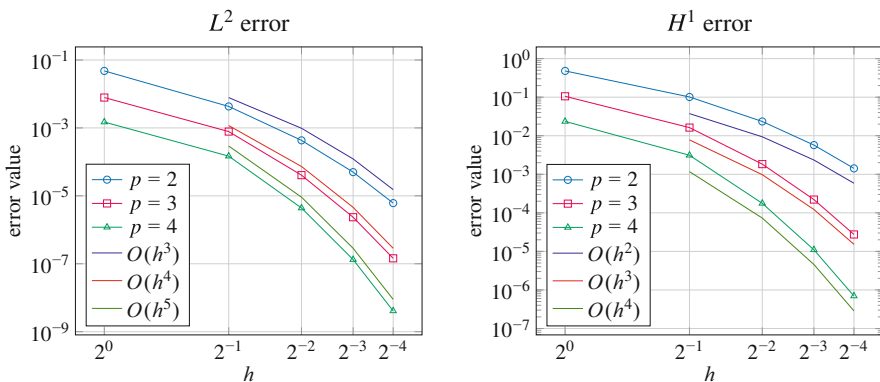 L² error
10⁻¹
10⁻³
10⁻⁵
10⁻⁷
10⁻⁹
error value
p = 2
p = 3
p = 4
O(h³)
O(h⁴)
O(h⁵)
2⁰
2⁻¹
2⁻²
2⁻³
2⁻⁴
h
H¹ error
10⁰
10⁻¹
10⁻²
10⁻³
10⁻⁴
10⁻⁵
10⁻⁶
10⁻⁷
error value
p = 2
p = 3
p = 4
O(h²)
O(h³)
O(h⁴)
2⁰
2⁻¹
2⁻²
2⁻³
2⁻⁴
h